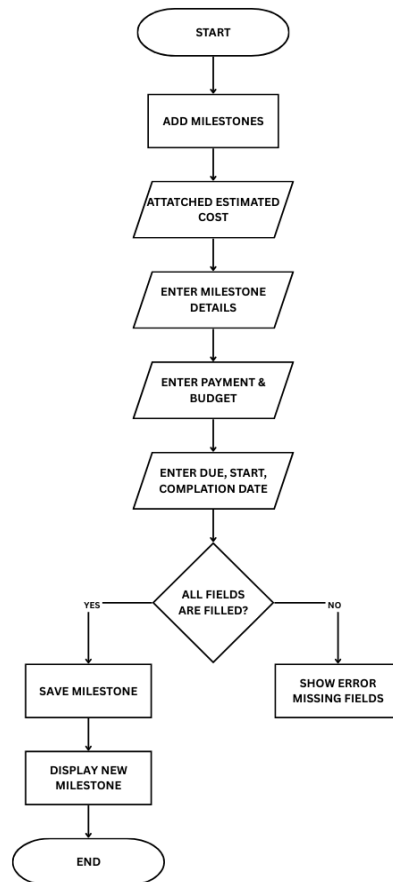 START
ADD MILESTONES
ATTATCHED ESTIMATED
COST
ENTER MILESTONE
DETAILS
ENTER PAYMENT &
BUDGET
ENTER DUE, START,
COMPLATION DATE
ALL FIELDS
ARE FILLED?
YES
NO
SAVE MILESTONE
SHOW ERROR
MISSING FIELDS
DISPLAY NEW
MILESTONE
END